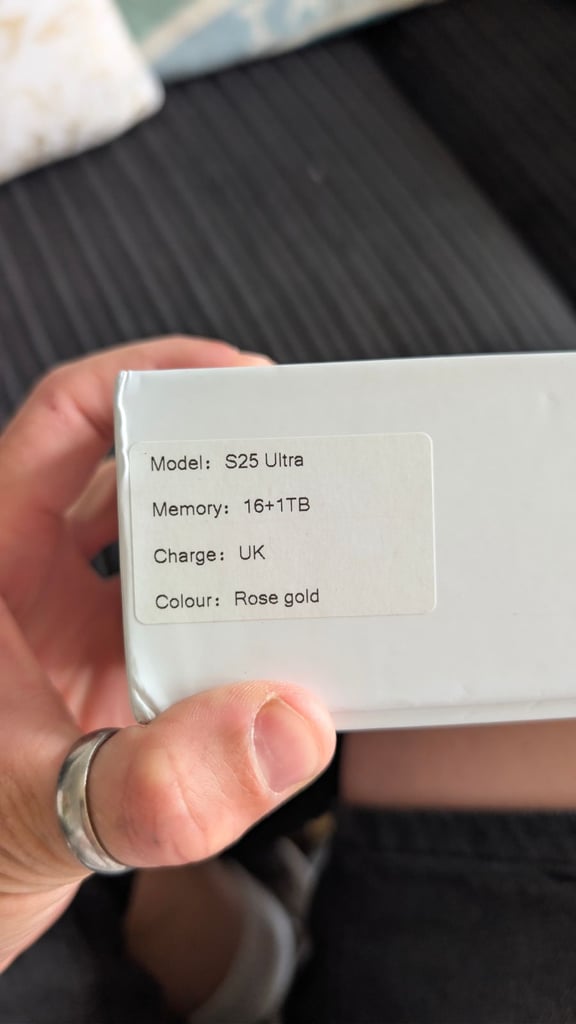 Model： S25 Ultra
Memory： 16+1TB
Charge： UK
Colour： Rose gold